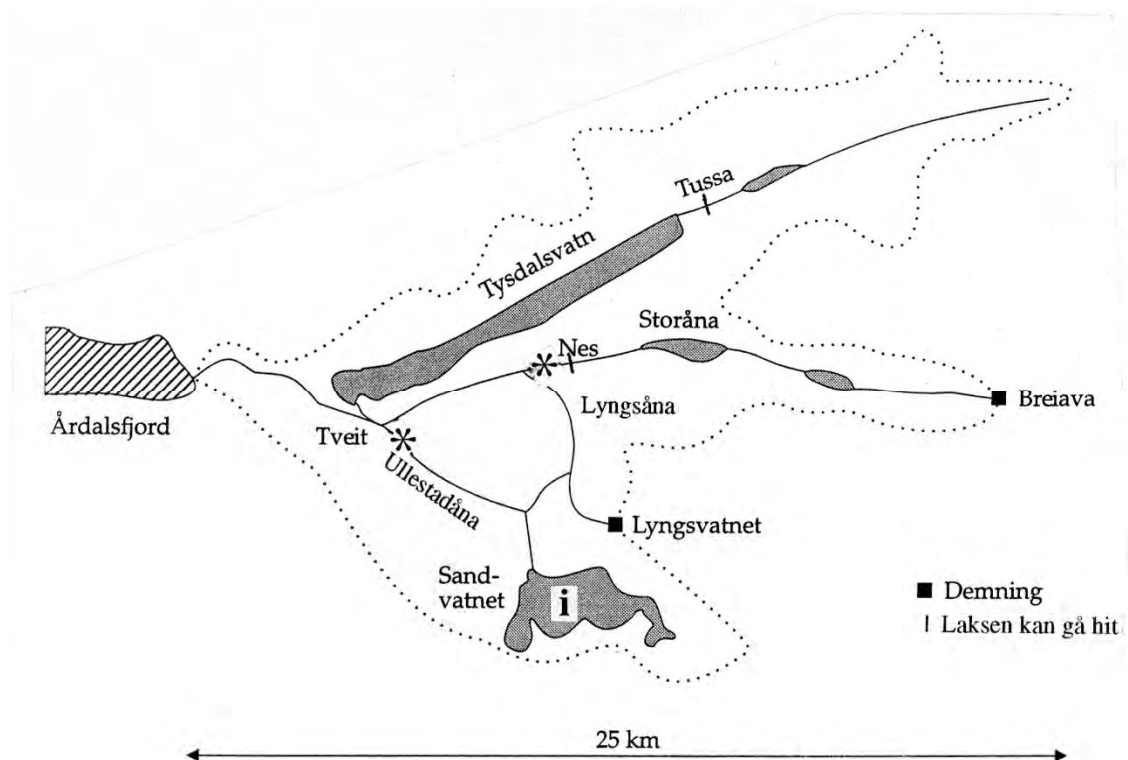 Tussa
Tysdalsvatn
Storåna
Nes
Breiava
Lyngsåna
Årdalsfjord
Tveit
Ullestadåna
Lyngsvatnet
Sand-
vatnet
i
Demning
Laksen kan gå hit
25 km